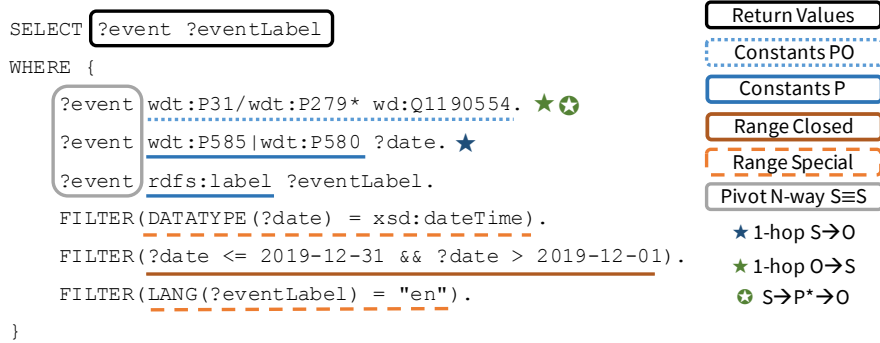 SELECT ?event ?eventLabel
WHERE {
?event wdt:P31/wdt:P279* wd:Q1190554.
?event wdt:P585|wdt:P580 ?date.
?event rdfs:label ?eventLabel.
FILTER(DATATYPE(?date) = xsd:dateTime).
FILTER(?date <= 2019-12-31 && ?date > 2019-12-01).
FILTER(LANG(?eventLabel) = "en").
}
Return Values
Constants PO
Constants P
Range Closed
Range Special
Pivot N-way S≡S
★ 1-hop S→O
★ 1-hop O→S
✪ S→P*→O